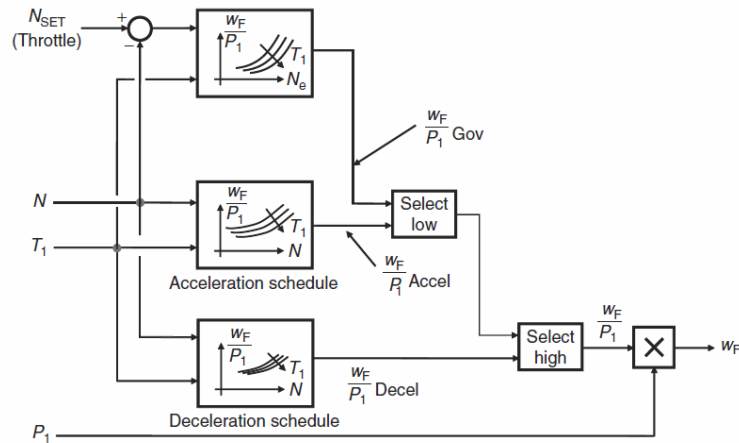 N_SET
(Throttle)
+
−
w_F
P_1
T_1
N_e
w_F
P_1 Gov
N
T_1
w_F
P_1
T_1
N
Acceleration schedule
Select
low
w_F
P_1 Accel
w_F
P_1
T_1
N
Deceleration schedule
w_F
P_1 Decel
Select
high
w_F
P_1
×
w_F
P_1